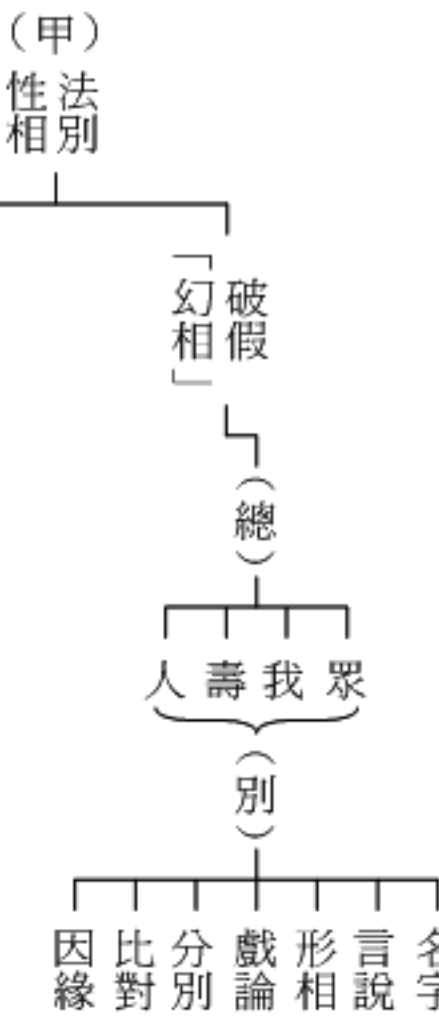 （甲）
法別
性相
破假
「幻相」
（總）
眾
我
壽
人
（別）
名字
言說
形相
戲論
分別
比對
因緣